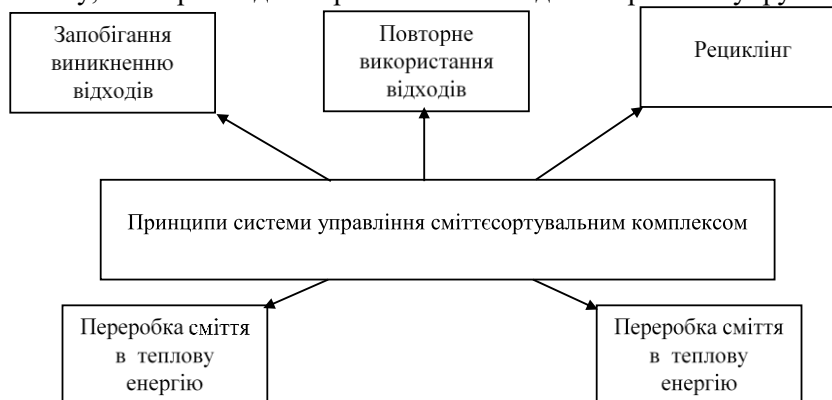 Запобігання
виникненню
відходів
Повторне
використання
відходів
Рециклінг
Принципи системи управління сміттєсортувальним комплексом
Переробка сміття
в теплову
енергію
Переробка сміття
в теплову
енергію